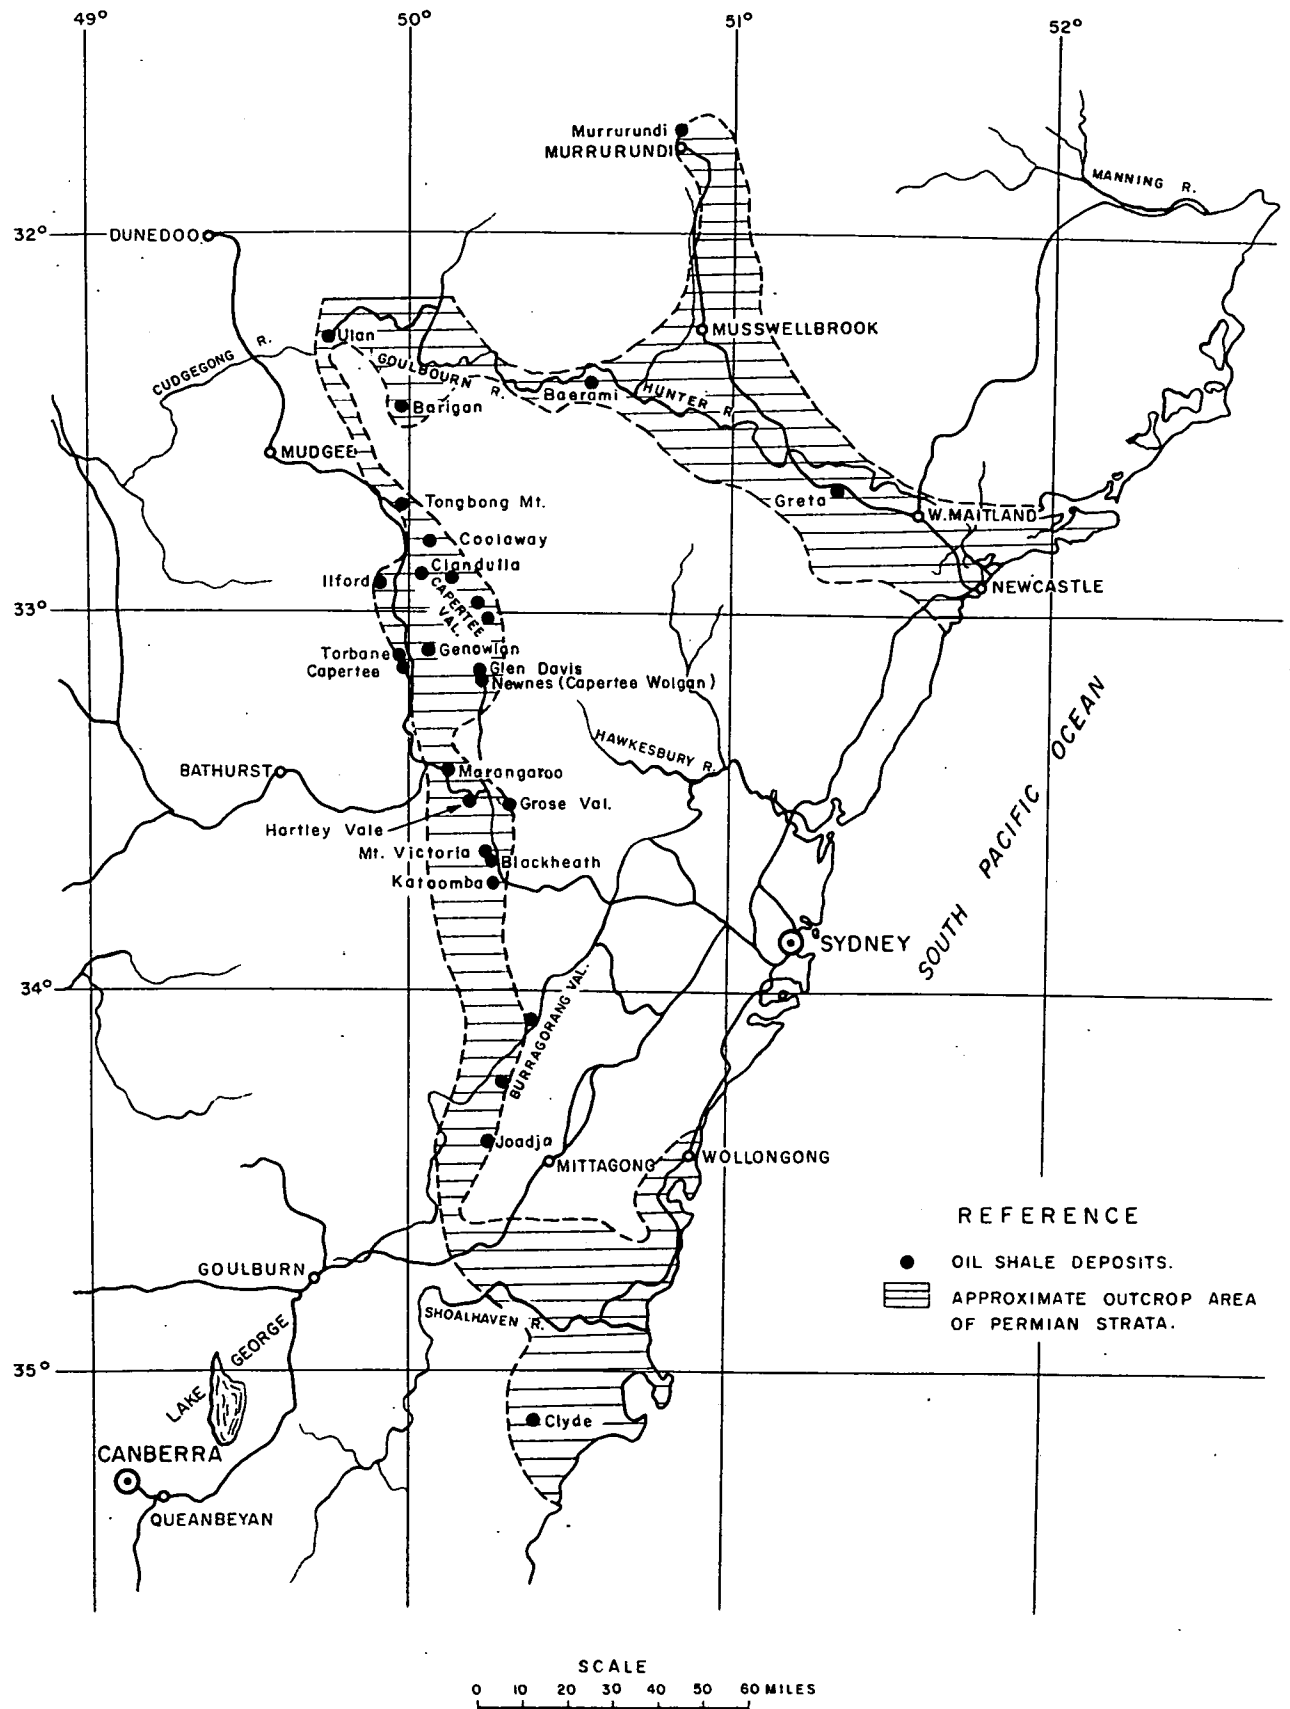 49° 50° 51° 52°
Murrurundi
MURRURUNDI
MANNING R.
32°
DUNEDOO
MUSSWELLBROOK
Ulan
CUDGEGONG R.
GOULBOURN R.
Baerami
HUNTER R.
Barigan
MUDGEE
Greta
Tongbong Mt.
W.MAITLAND
Coolaway
Clandulla
Ilford
CAPERTEE
VAL.
NEWCASTLE
33°
Genowlan
Torbane
Capertee
Glen Davis
Newnes (Capertee Wolgan)
HAWKESBURY R.
SOUTH PACIFIC OCEAN
BATHURST
Marangaroo
Grose Val.
Hartley Vale
Mt. Victoria
Blackheath
Katoomba
SYDNEY
34°
BURRAGORANG VAL.
Joadja
MITTAGONG
WOLLONGONG
REFERENCE
OIL SHALE DEPOSITS.
APPROXIMATE OUTCROP AREA
OF PERMIAN STRATA.
GOULBURN
SHOALHAVEN R.
LAKE GEORGE
35°
Clyde
CANBERRA
QUEANBEYAN
SCALE
0 10 20 30 40 50 60 MILES